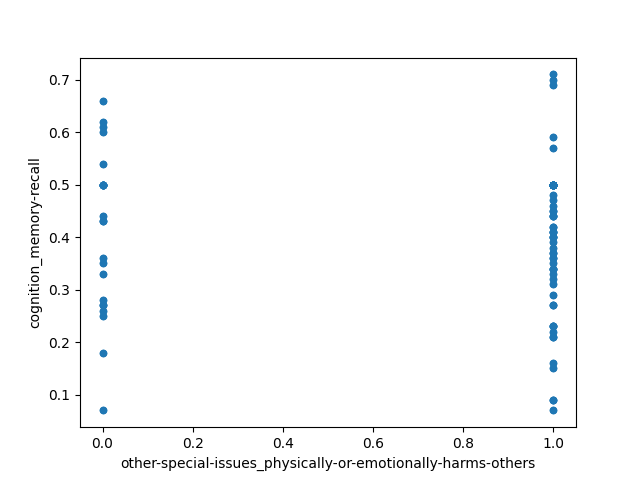 0.7
0.6
0.5
0.4
0.3
0.2
0.1
cognition_memory-recall
0.0 0.2 0.4 0.6 0.8 1.0
other-special-issues_physically-or-emotionally-harms-others